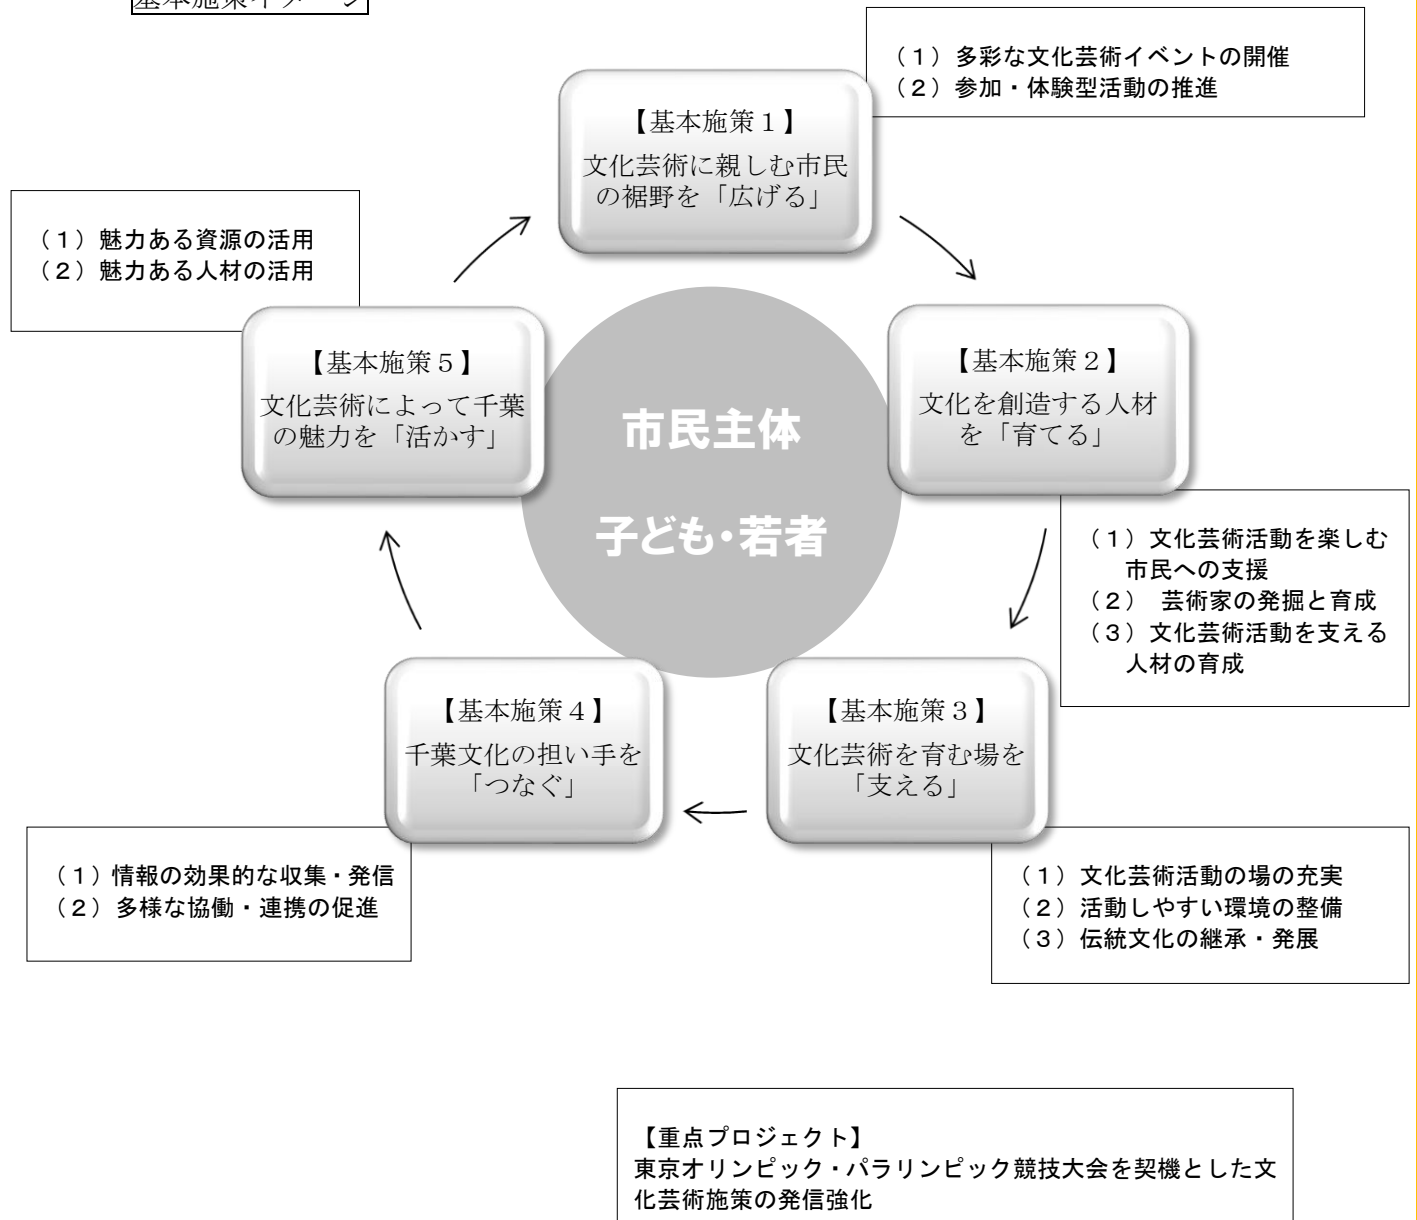 基本施策イメージ
（１）多彩な文化芸術イベントの開催
（２）参加・体験型活動の推進
【基本施策１】
文化芸術に親しむ市民
の裾野を「広げる」
（１）魅力ある資源の活用
（２）魅力ある人材の活用
【基本施策５】
文化芸術によって千葉
の魅力を「活かす」
【基本施策２】
文化を創造する人材
を「育てる」
市民主体
子ども・若者
（１）文化芸術活動を楽しむ
市民への支援
（２）　芸術家の発掘と育成
（３）文化芸術活動を支える
人材の育成
【基本施策４】
千葉文化の担い手を
「つなぐ」
【基本施策３】
文化芸術を育む場を
「支える」
（１）情報の効果的な収集・発信
（２）多様な協働・連携の促進
（１）文化芸術活動の場の充実
（２）活動しやすい環境の整備
（３）伝統文化の継承・発展
【重点プロジェクト】
東京オリンピック・パラリンピック競技大会を契機とした文
化芸術施策の発信強化